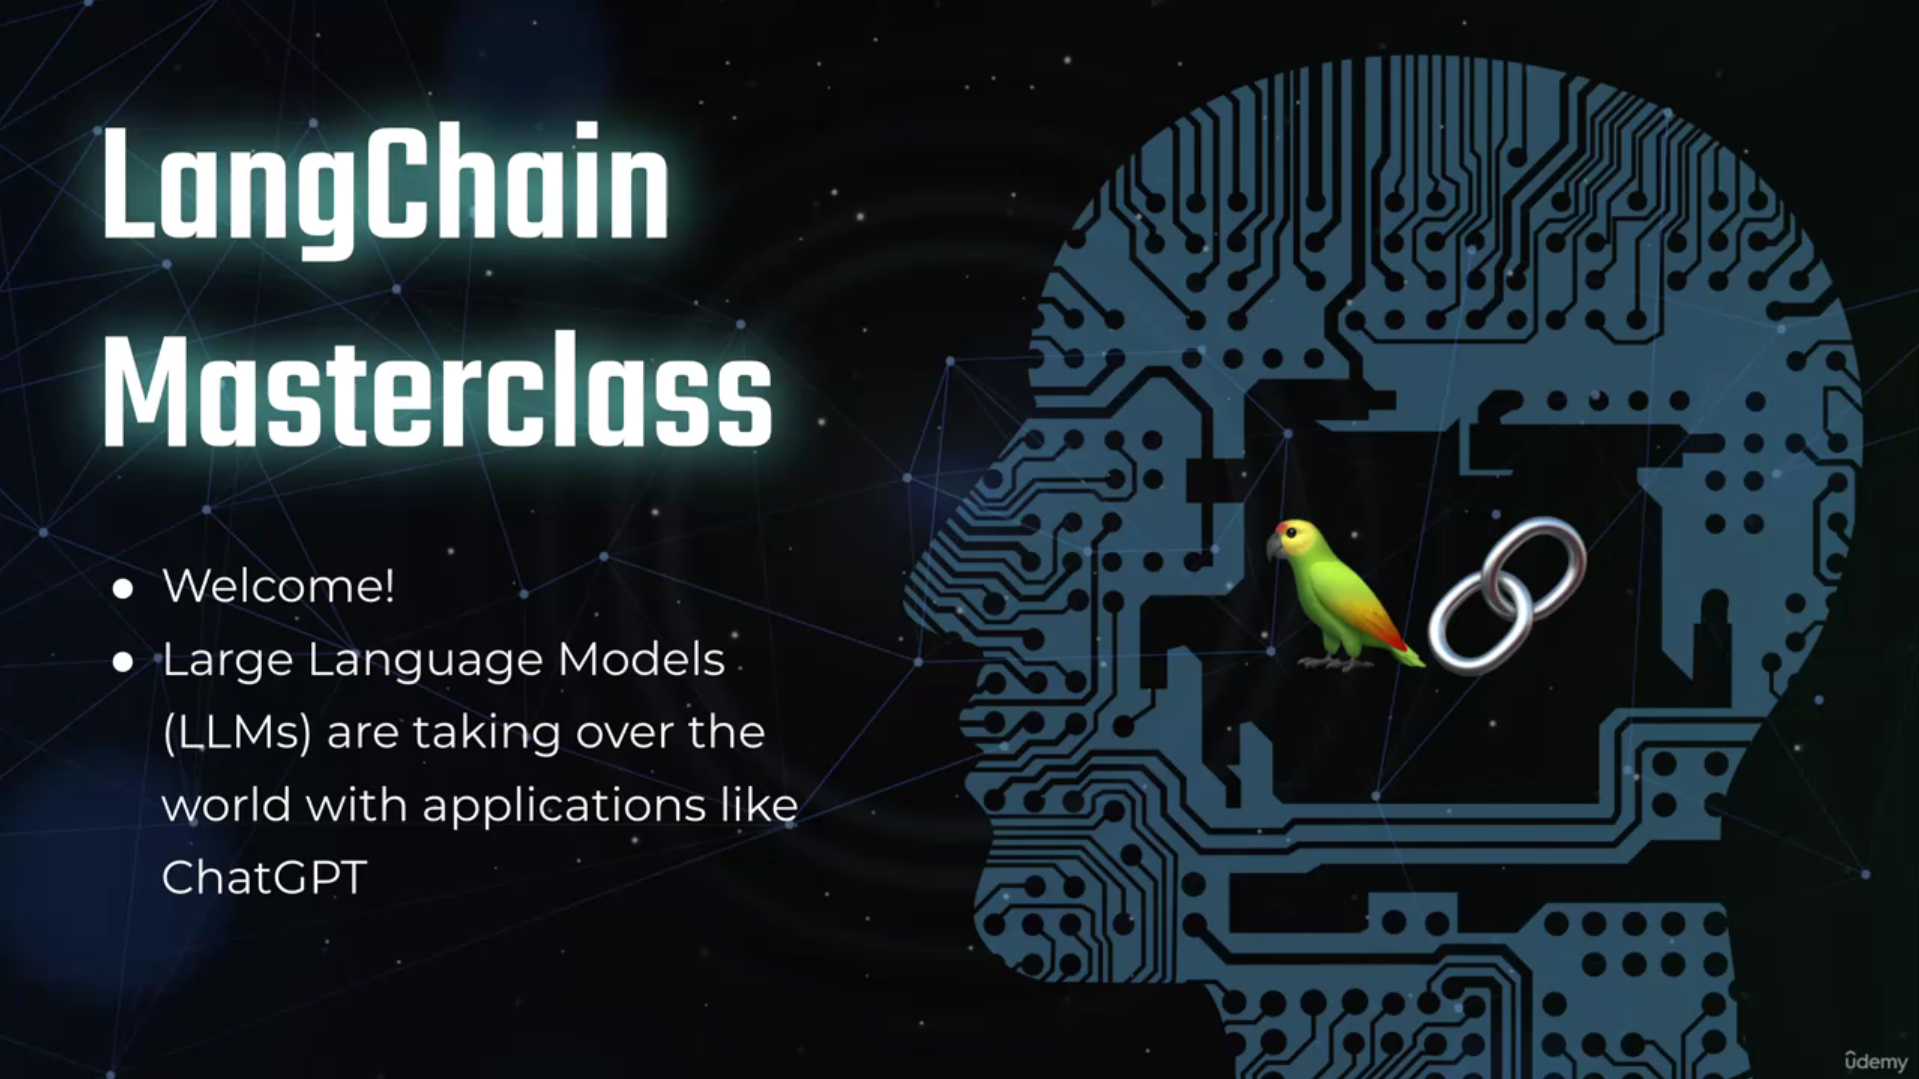 LangChain
Masterclass
● Welcome!
● Large Language Models
(LLMs) are taking over the
world with applications like
ChatGPT
ûdemy